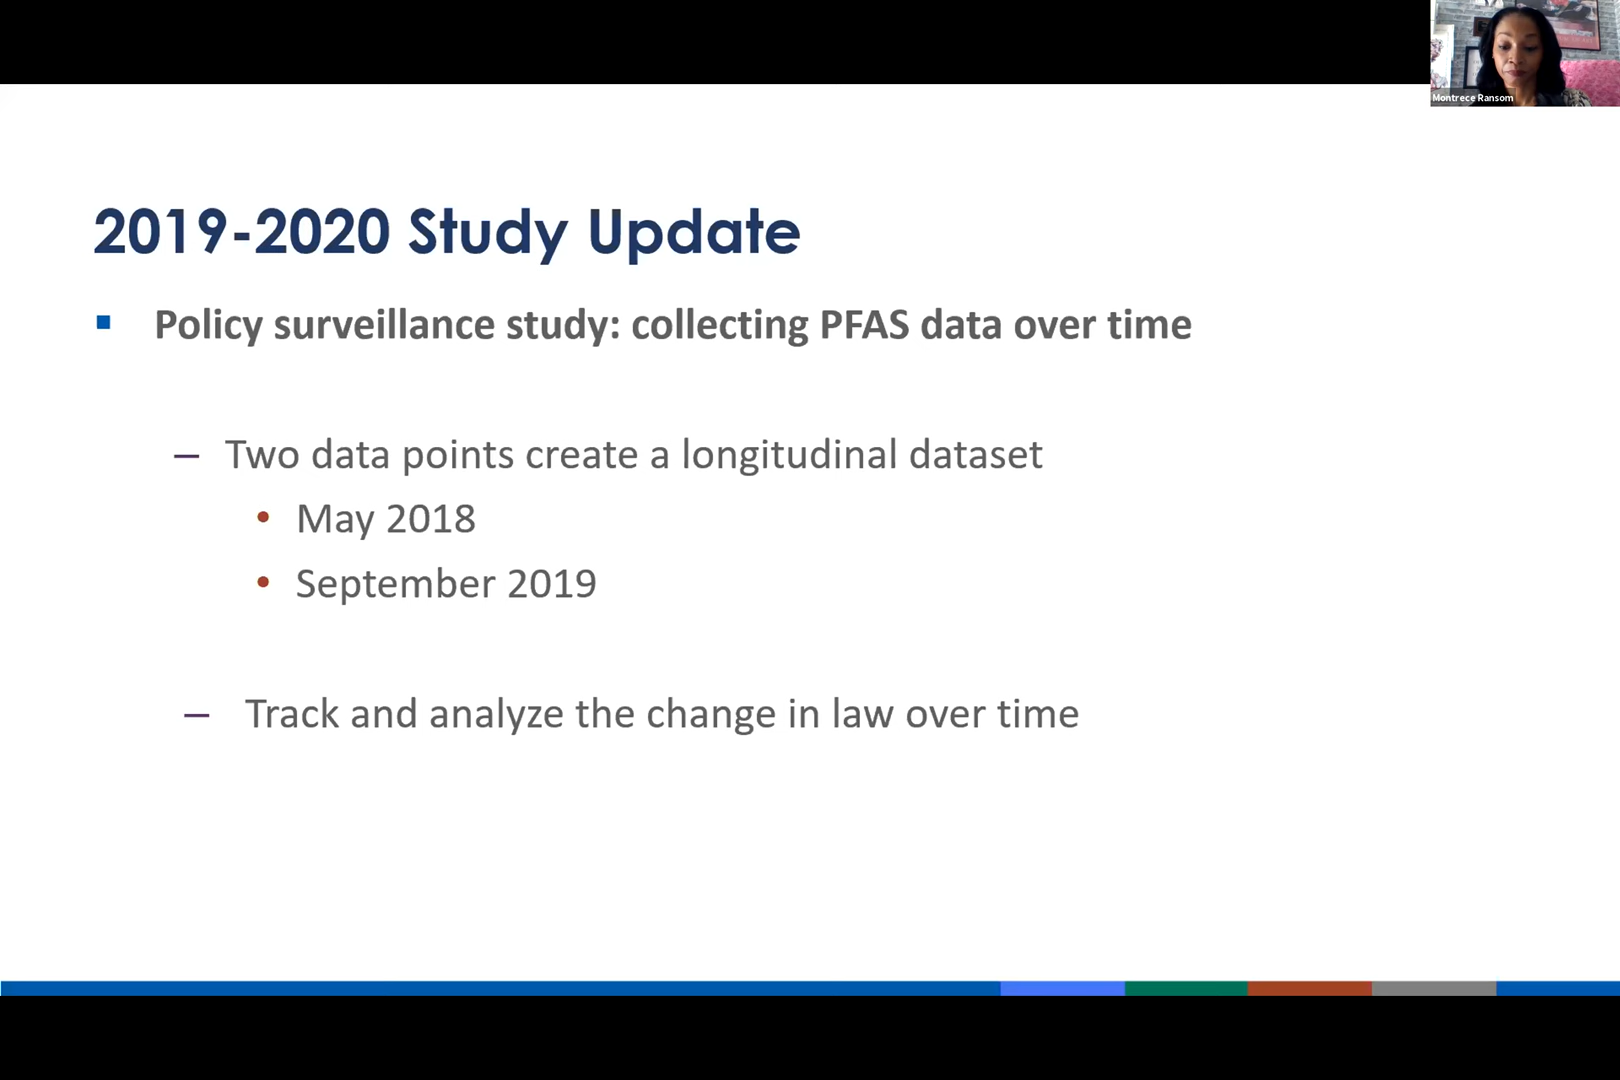 Montrece Ransom
2019-2020 Study Update
▪ Policy surveillance study: collecting PFAS data over time
– Two data points create a longitudinal dataset
• May 2018
• September 2019
– Track and analyze the change in law over time